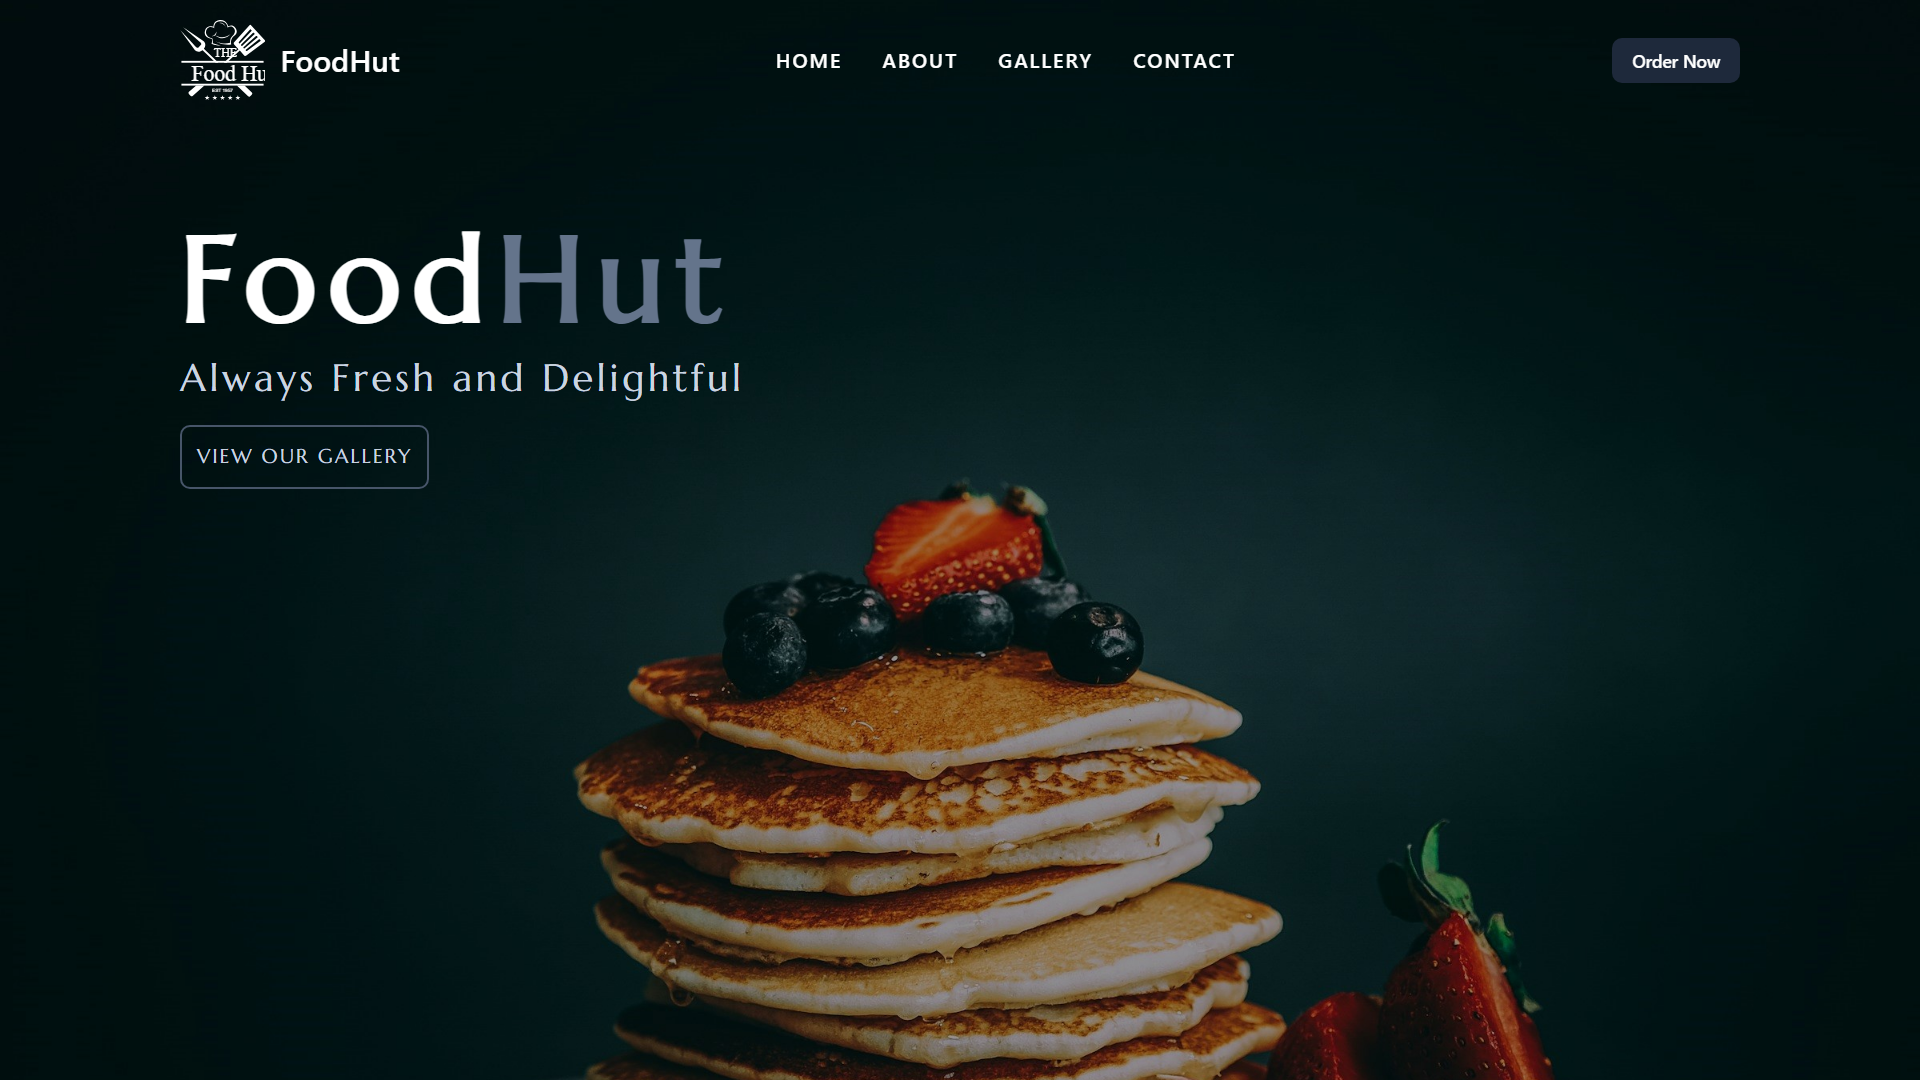 THE
Food Hu
EST 1957
FoodHut
HOME
ABOUT
GALLERY
CONTACT
Order Now
FoodHut
Always Fresh and Delightful
VIEW OUR GALLERY